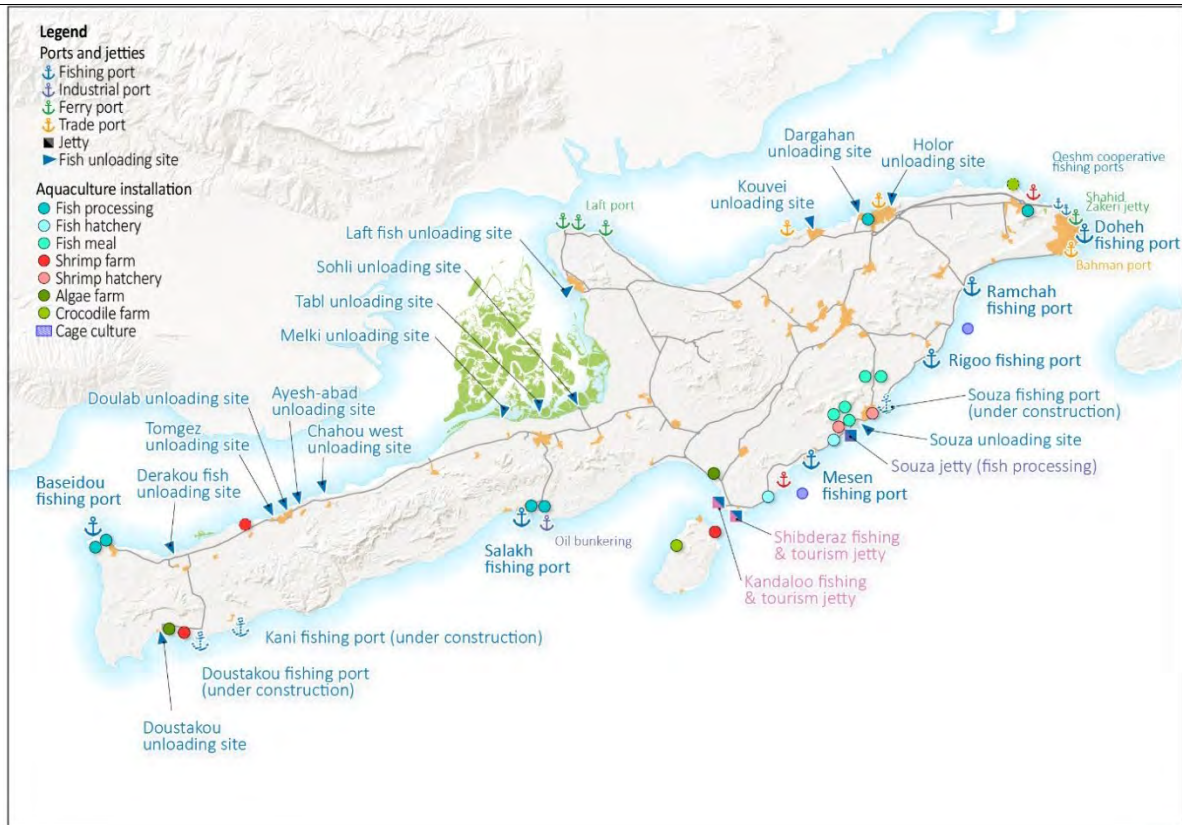 Legend
Ports and jetties
Fishing port
Industrial port
Ferry port
Trade port
Jetty
Fish unloading site
Aquaculture installation
Fish processing
Fish hatchery
Fish meal
Shrimp farm
Shrimp hatchery
Algae farm
Crocodile farm
Cage culture
Dargahan
unloading site
Holor
unloading site
Qeshm cooperative
fishing ports
Kouvei
unloading site
Shahid
Zakeri jetty
Laft port
Doheh
fishing port
Laft fish unloading site
Bahman port
Sohli unloading site
Ramchah
fishing port
Tabl unloading site
Melki unloading site
Rigoo fishing port
Ayesh-abad
unloading site
Doulab unloading site
Souza fishing port
(under construction)
Chahou west
unloading site
Tomgez
unloading site
Souza unloading site
Derakou fish
unloading site
Souza jetty (fish processing)
Baseidou
fishing port
Mesen
fishing port
Oil bunkering
Salakh
fishing port
Shibderaz fishing
& tourism jetty
Kandaloo fishing
& tourism jetty
Kani fishing port (under construction)
Doustakou fishing port
(under construction)
Doustakou
unloading site